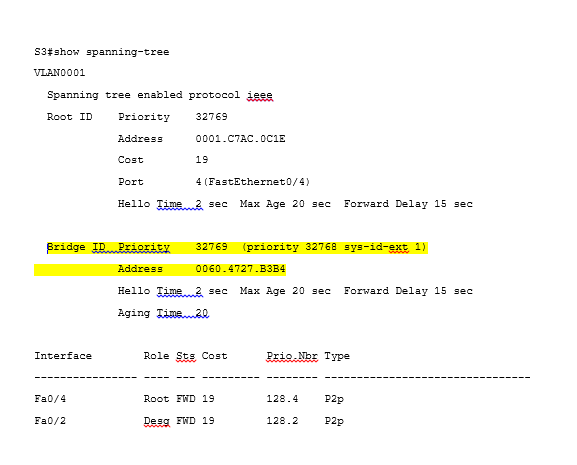 S3#show spanning-tree
VLAN0001
  Spanning tree enabled protocol ieee
  Root ID    Priority    32769
             Address     0001.C7AC.0C1E
             Cost        19
             Port        4(FastEthernet0/4)
             Hello Time  2 sec  Max Age 20 sec  Forward Delay 15 sec
  Bridge ID  Priority    32769  (priority 32768 sys-id-ext 1)
             Address     0060.4727.B3B4
             Hello Time  2 sec  Max Age 20 sec  Forward Delay 15 sec
             Aging Time  20
Interface        Role Sts Cost      Prio.Nbr Type
---------------- ---- --- --------- -------- --------------------------------
Fa0/4            Root FWD 19        128.4    P2p
Fa0/2            Desg FWD 19        128.2    P2p